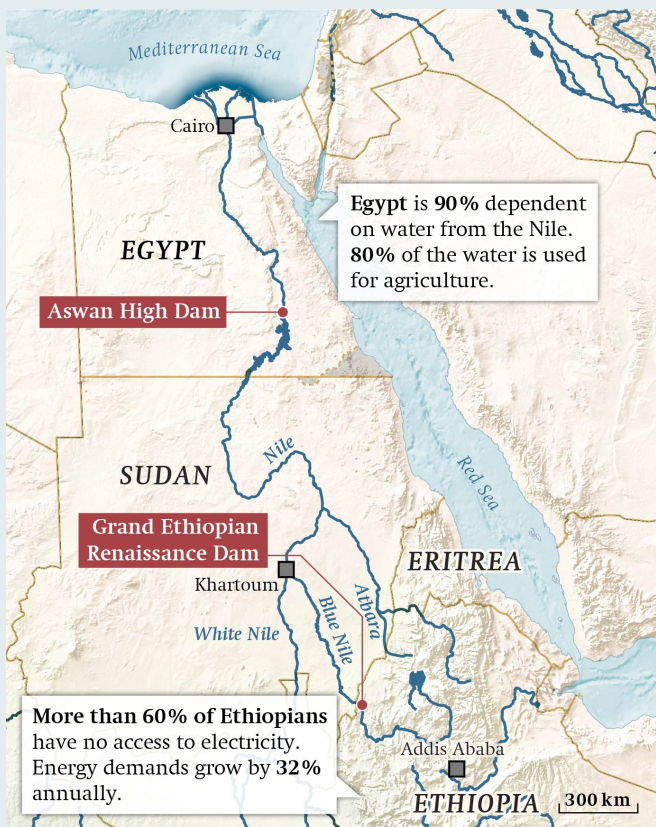 Mediterranean Sea
Cairo
Egypt is 90% dependent
on water from the Nile.
80% of the water is used
for agriculture.
EGYPT
Aswan High Dam
Nile
SUDAN
Red Sea
Grand Ethiopian
Renaissance Dam
ERITREA
Khartoum
Atbara
Blue Nile
White Nile
More than 60% of Ethiopians
have no access to electricity.
Energy demands grow by 32%
annually.
Addis Ababa
ETHIOPIA
300 km